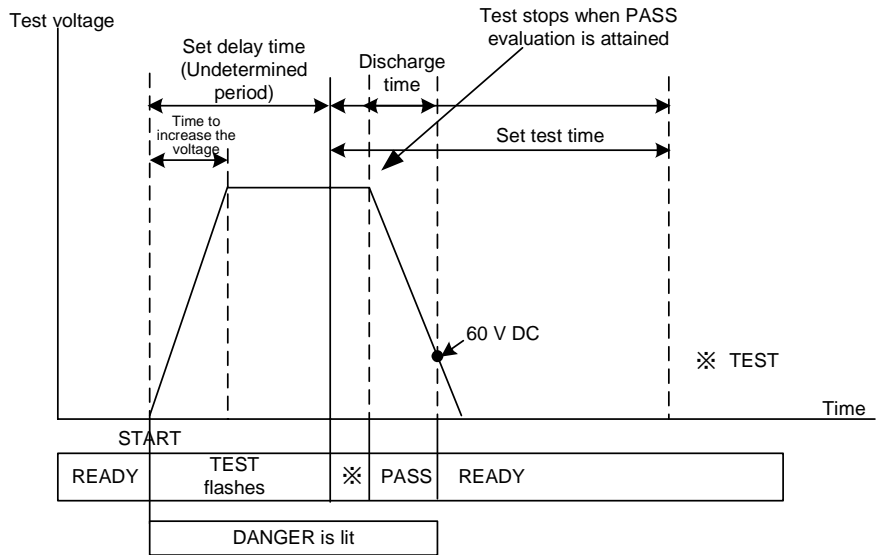 Test voltage
Test stops when PASS
evaluation is attained
Set delay time
(Undetermined
period)
Discharge
time
Time to
increase the
voltage
Set test time
60 V DC
※ TEST
Time
START
READY
TEST
flashes
※
PASS
READY
DANGER is lit